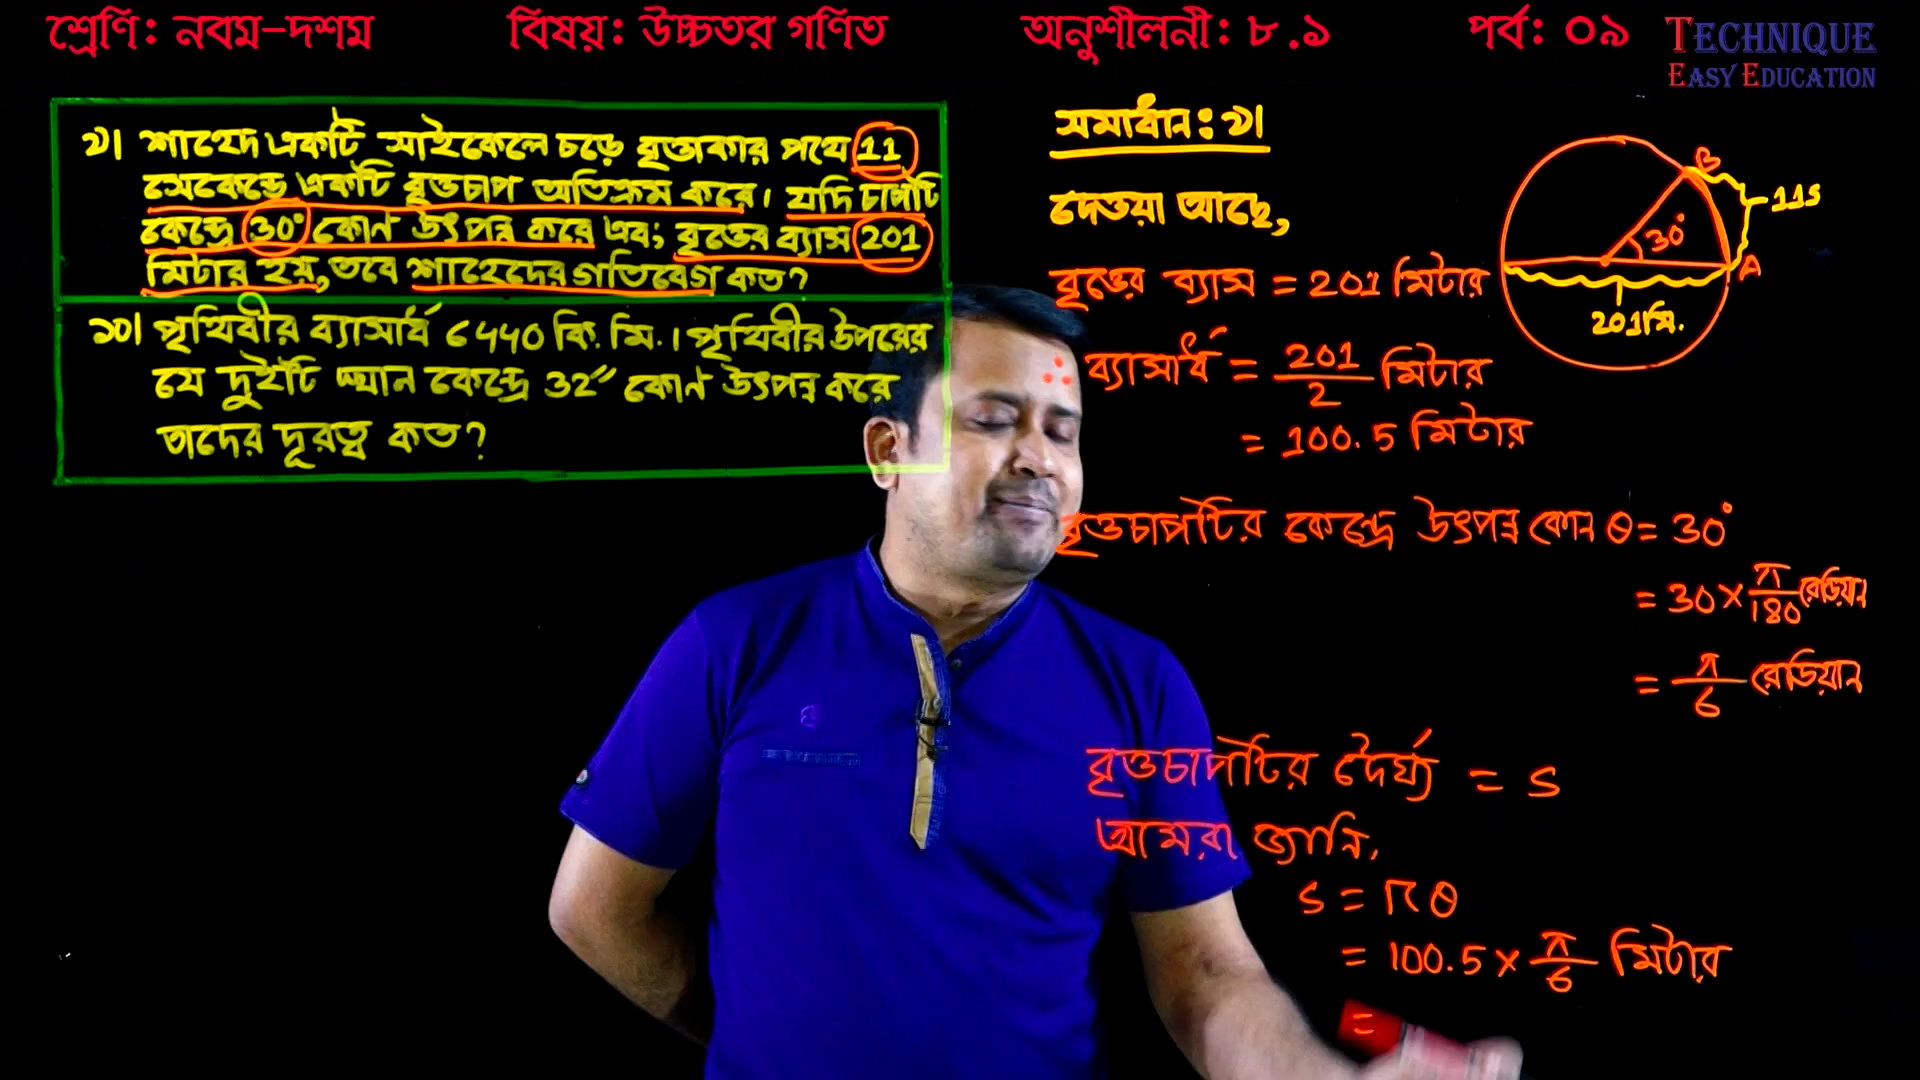 শ্রেণি: নবম-দশম বিষয়: উচ্চতর গণিত অনুশীলনী: ৮.১ পর্ব: ০৯
TECHNIQUE
EASY EDUCATION
৯। শাহেদ একটি সাইকেলে চড়ে বৃত্তাকার পথে 11
সেকেন্ডে একটি বৃত্তচাপ অতিক্রম করে। যদি চাপটি
কেন্দ্রে 30° কোণ উৎপন্ন করে এবং বৃত্তের ব্যাস 201
মিটার হয়, তবে শাহেদের গতিবেগ কত?
১০। পৃথিবীর ব্যাসার্ধ ৬৪৪০ কি. মি.। পৃথিবীর উপরের
যে দুইটি স্থান কেন্দ্রে 32″ কোণ উৎপন্ন করে
তাদের দূরত্ব কত?
সমাধান: ৯।
দেওয়া আছে,
বৃত্তের ব্যাস = 201 মিটার
ব্যাসার্ধ = 201/2 মিটার
= 100.5 মিটার
বৃত্তচাপটির কেন্দ্রে উৎপন্ন কোন θ = 30°
= 30 × π/180 রেডিয়ান
= π/6 রেডিয়ান
বৃত্তচাপটির দৈর্ঘ্য = s
আমরা জানি,
s = rθ
= 100.5 × π/6 মিটার
=
B
11s
30°
A
201মি.